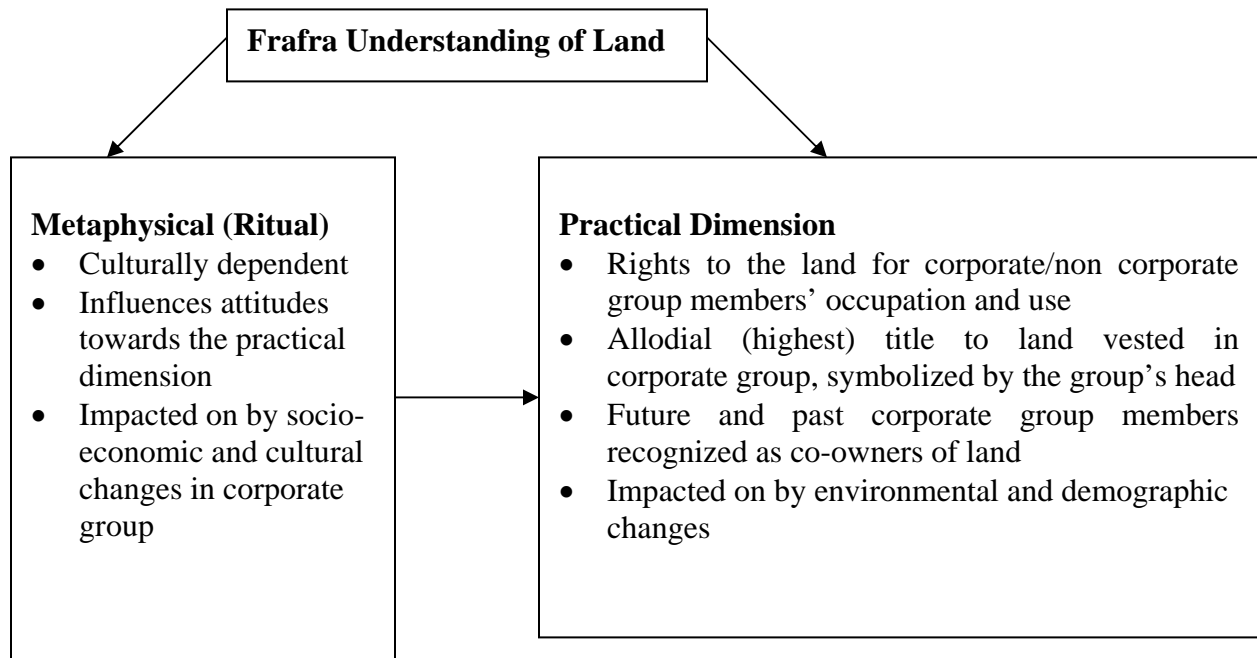 Frafra Understanding of Land
Metaphysical (Ritual)
• Culturally dependent
• Influences attitudes
towards the practical
dimension
• Impacted on by socio-
economic and cultural
changes in corporate
group
Practical Dimension
• Rights to the land for corporate/non corporate
group members’ occupation and use
• Allodial (highest) title to land vested in
corporate group, symbolized by the group’s head
• Future and past corporate group members
recognized as co-owners of land
• Impacted on by environmental and demographic
changes